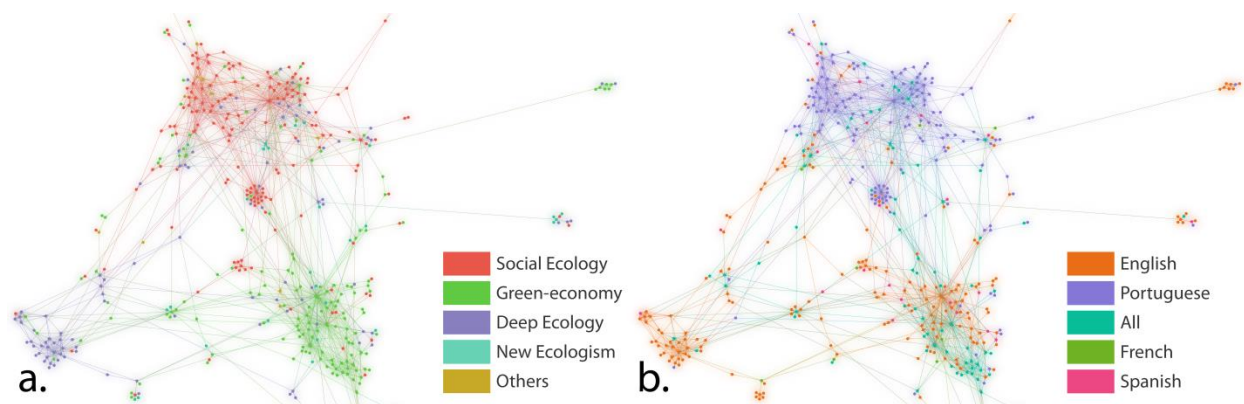 Social Ecology
Green-economy
Deep Ecology
New Ecologism
Others
a.
English
Portuguese
All
French
Spanish
b.